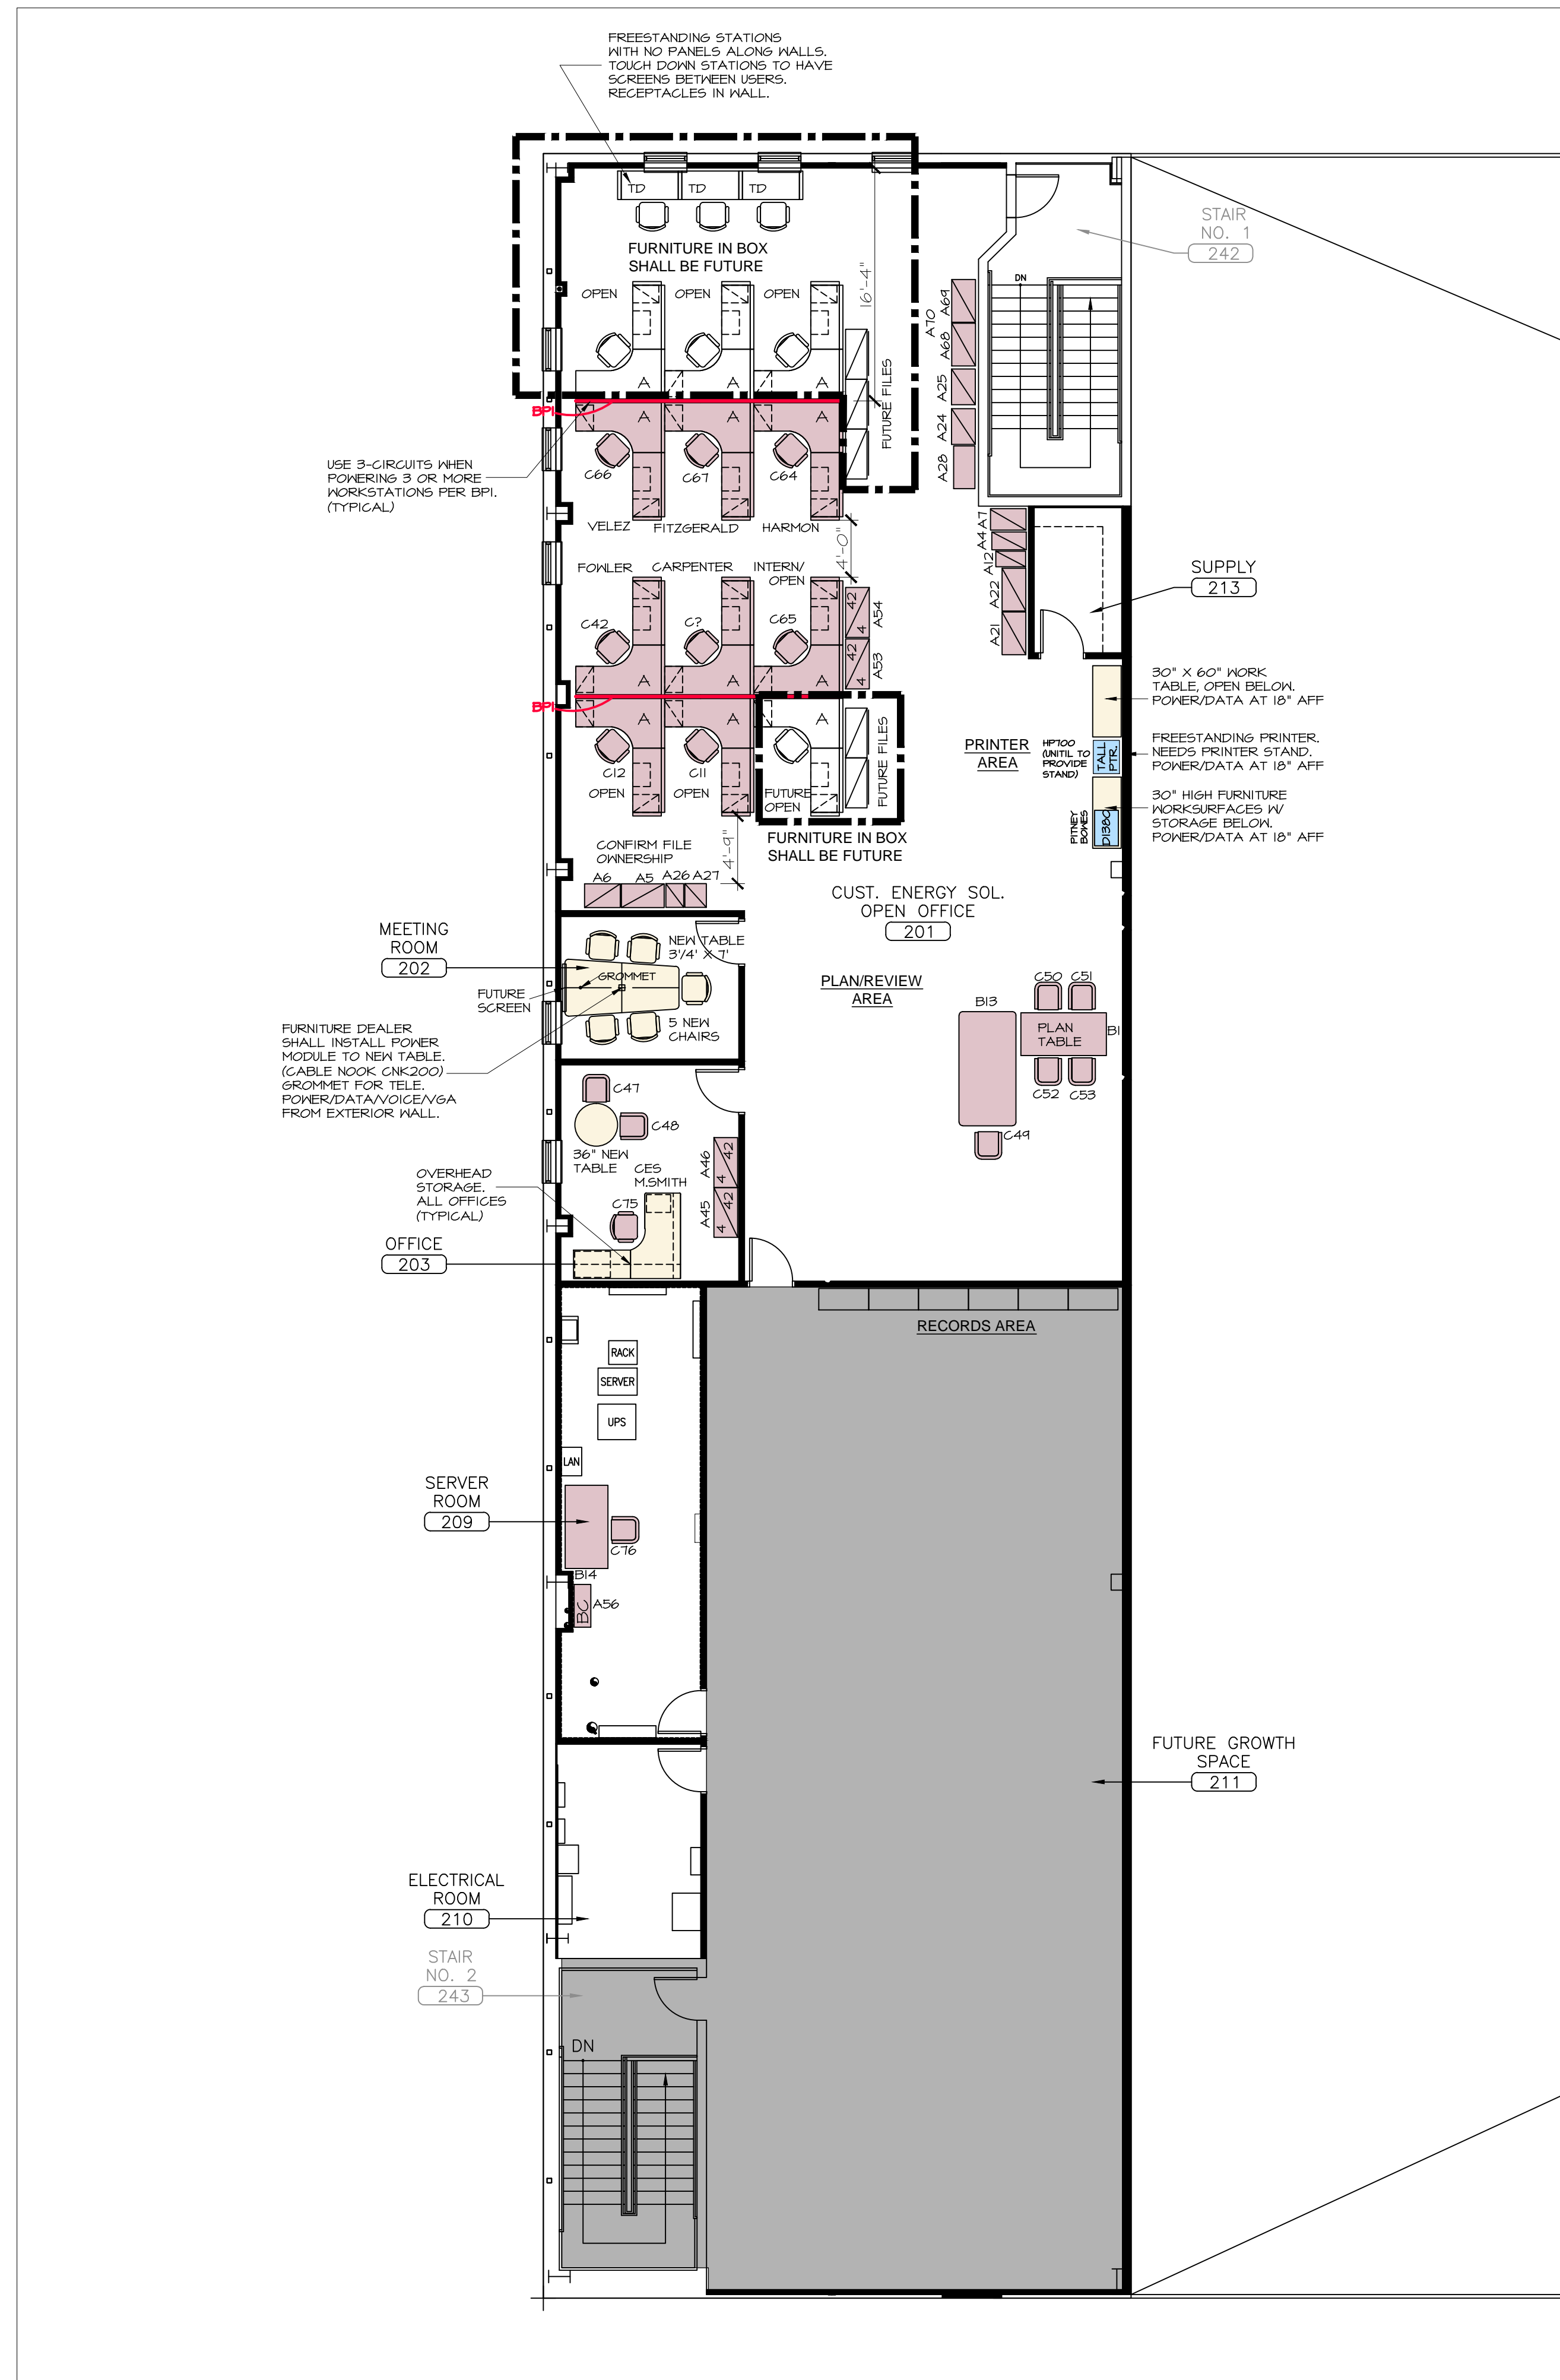 FREESTANDING STATIONS
WITH NO PANELS ALONG WALLS.
TOUCH DOWN STATIONS TO HAVE
SCREENS BETWEEN USERS.
RECEPTACLES IN WALL.
TD TD TD
FURNITURE IN BOX
SHALL BE FUTURE
16'-4"
OPEN OPEN OPEN
A A A
FUTURE FILES
STAIR
NO. 1
242
DN
A69
A70
A68
A25
A24
A28
BPI
A A A
C66 C67 C64
VELEZ FITZGERALD HARMON
USE 3-CIRCUITS WHEN
POWERING 3 OR MORE
WORKSTATIONS PER BPI.
(TYPICAL)
4'-0"
A7
A4
A12
A22
A21
SUPPLY
213
FOWLER CARPENTER INTERN/
OPEN
C42 C? C65
A A A
42 4 A54
42 4 A53
BPI
A A A
C12 C11
OPEN OPEN FUTURE
OPEN
FUTURE FILES
FURNITURE IN BOX
SHALL BE FUTURE
4'-9"
CONFIRM FILE
OWNERSHIP
A6 A5 A26 A27
PRINTER
AREA
HP700
(UNITIL TO
PROVIDE
STAND)
TALL
PTR.
PITNEY
BOWES
D1380
30" X 60" WORK
TABLE, OPEN BELOW.
POWER/DATA AT 18" AFF
FREESTANDING PRINTER.
NEEDS PRINTER STAND.
POWER/DATA AT 18" AFF
30" HIGH FURNITURE
WORKSURFACES W/
STORAGE BELOW.
POWER/DATA AT 18" AFF
CUST. ENERGY SOL.
OPEN OFFICE
201
MEETING
ROOM
202
NEW TABLE
3'/4' X 7'
GROMMET
FUTURE
SCREEN
5 NEW
CHAIRS
PLAN/REVIEW
AREA
B13
C50 C51
PLAN
TABLE
B1
C52 C53
C49
FURNITURE DEALER
SHALL INSTALL POWER
MODULE TO NEW TABLE.
(CABLE NOOK CNK200)
GROMMET FOR TELE.
POWER/DATA/VOICE/VGA
FROM EXTERIOR WALL.
C47
C48
36" NEW
TABLE
CES
M.SMITH
C75
A46 4 42
A45 4 42
OVERHEAD
STORAGE.
ALL OFFICES
(TYPICAL)
OFFICE
203
RECORDS AREA
RACK
SERVER
UPS
LAN
SERVER
ROOM
209
C76
B14
BC
A56
FUTURE GROWTH
SPACE
211
ELECTRICAL
ROOM
210
STAIR
NO. 2
243
DN